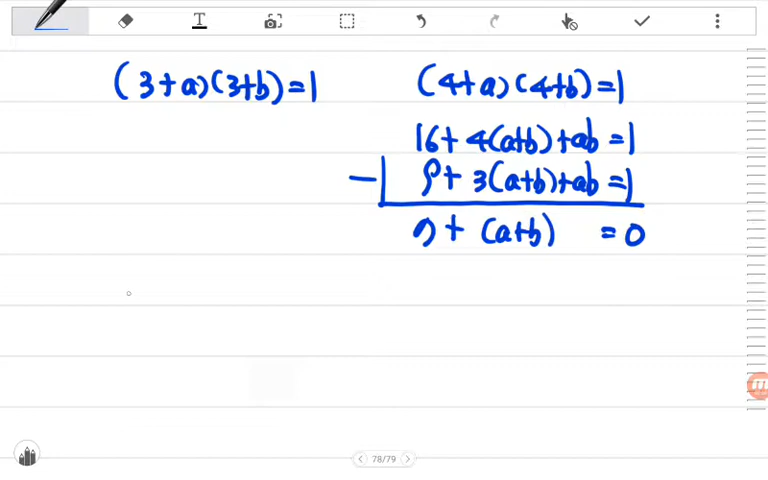 T
(3+a)(3+b)=1 (4+a)(4+b)=1
16+4(a+b)+ab=1
-) 9+3(a+b)+ab=1
7+(a+b) =0
78/79